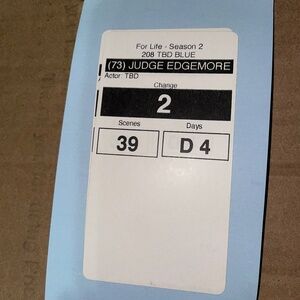 For Life - Season 2
208 TBD BLUE
(73) JUDGE EDGEMORE
Actor: TBD
Change
2
Scenes Days
39 D 4